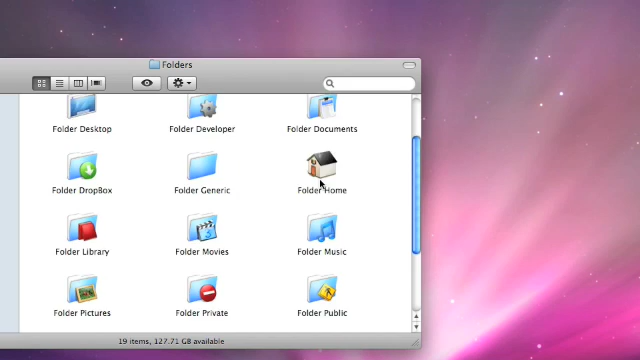 Folders
Folder Desktop
Folder Developer
Folder Documents
Folder DropBox
Folder Generic
Folder Home
Folder Library
Folder Movies
Folder Music
Folder Pictures
Folder Private
Folder Public
19 items, 127.71 GB available